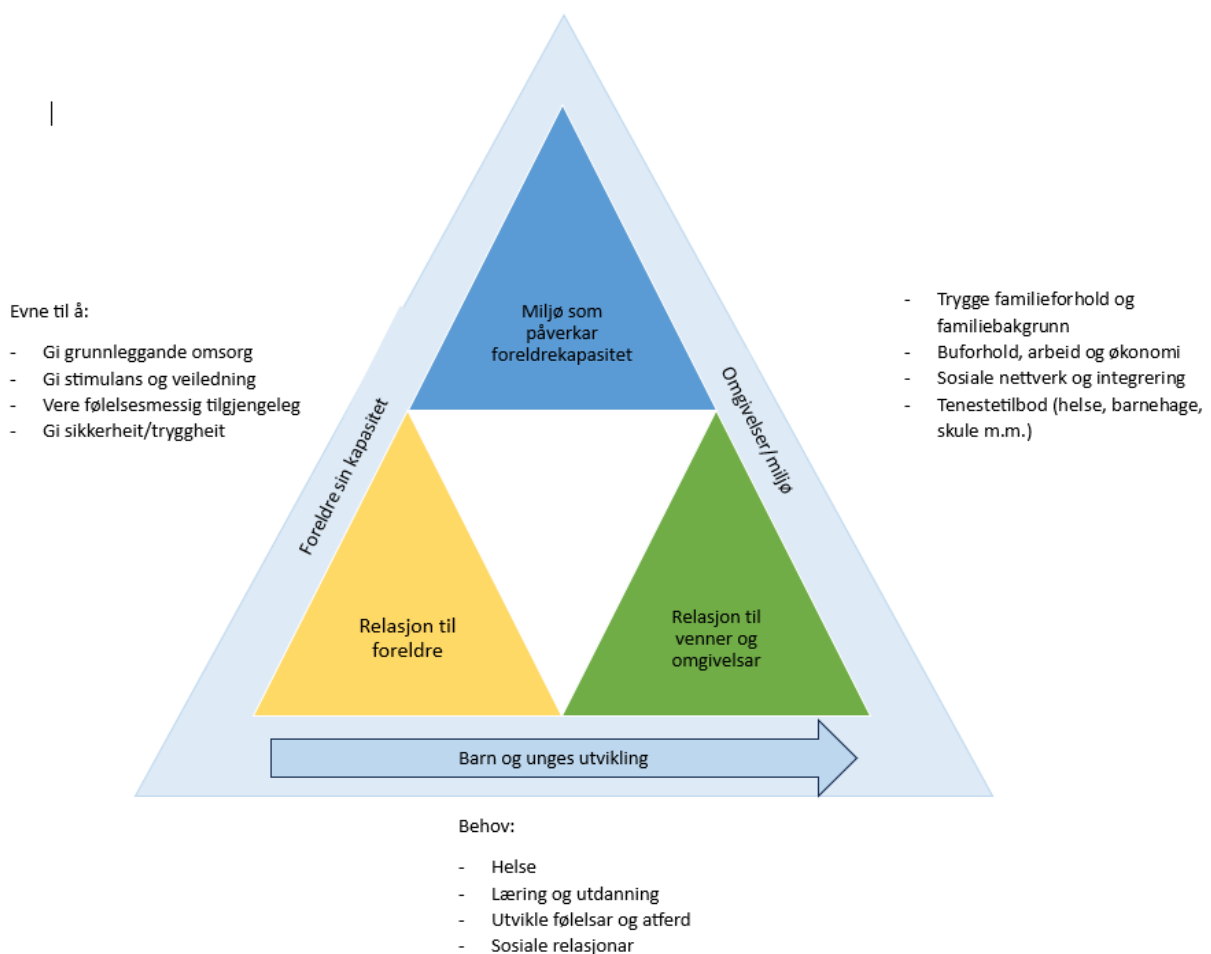 Evne til å:
- Gi grunnleggande omsorg
- Gi stimulans og veiledning
- Vere følelsesmessig tilgjengeleg
- Gi sikkerheit/tryggheit
Foreldre sin kapasitet
Miljø som
påverkar
foreldrekapasitet
Omgivelser/miljø
- Trygge familieforhold og
familiebakgrunn
- Buforhold, arbeid og økonomi
- Sosiale nettverk og integrering
- Tenestetilbod (helse, barnehage,
skule m.m.)
Relasjon til
foreldre
Relasjon til
venner og
omgivelsar
Barn og unges utvikling
Behov:
- Helse
- Læring og utdanning
- Utvikle følelsar og atferd
- Sosiale relasjonar